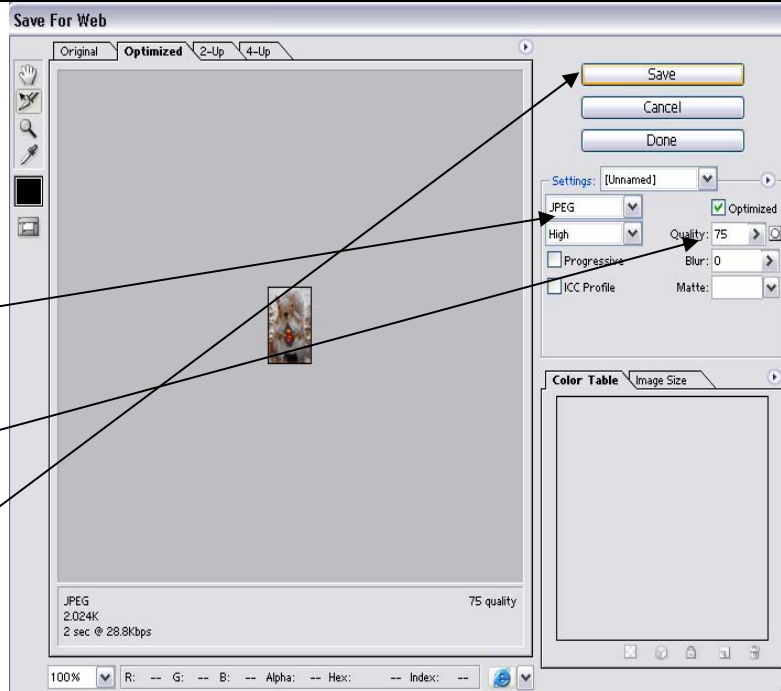 Save For Web
Original Optimized 2-Up 4-Up
Save
Cancel
Done
Settings: [Unnamed]
JPEG Optimized
High Quality: 75
Progressive Blur: 0
ICC Profile Matte:
Color Table Image Size
JPEG 75 quality
2.024K
2 sec @ 28.8Kbps
100% R: -- G: -- B: -- Alpha: -- Hex: -- Index: --